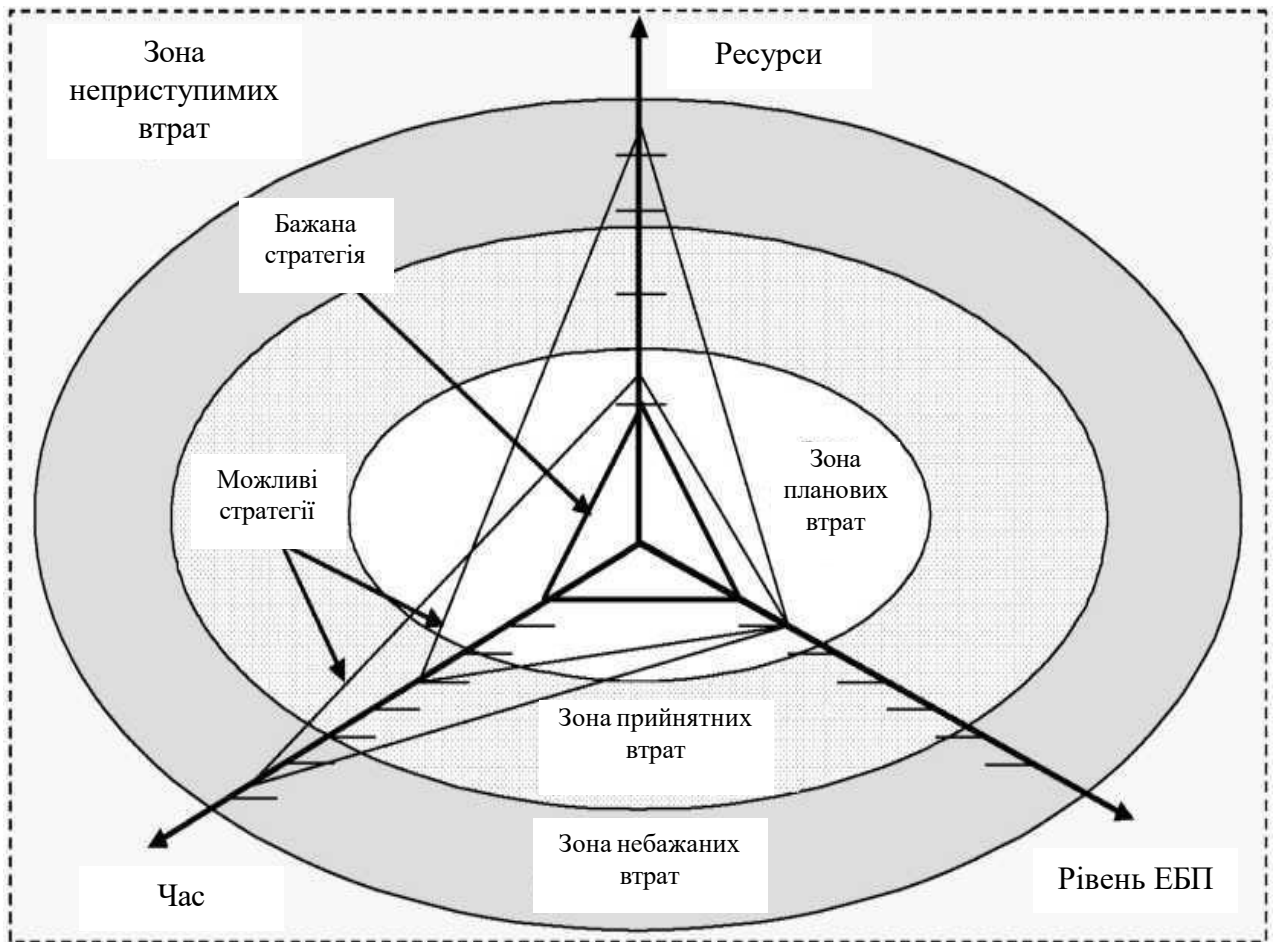 Зона
неприступимих
втрат
Ресурси
Бажана
стратегія
Можливі
стратегії
Зона
планових
втрат
Зона прийнятних
втрат
Зона небажаних
втрат
Час
Рівень ЕБП